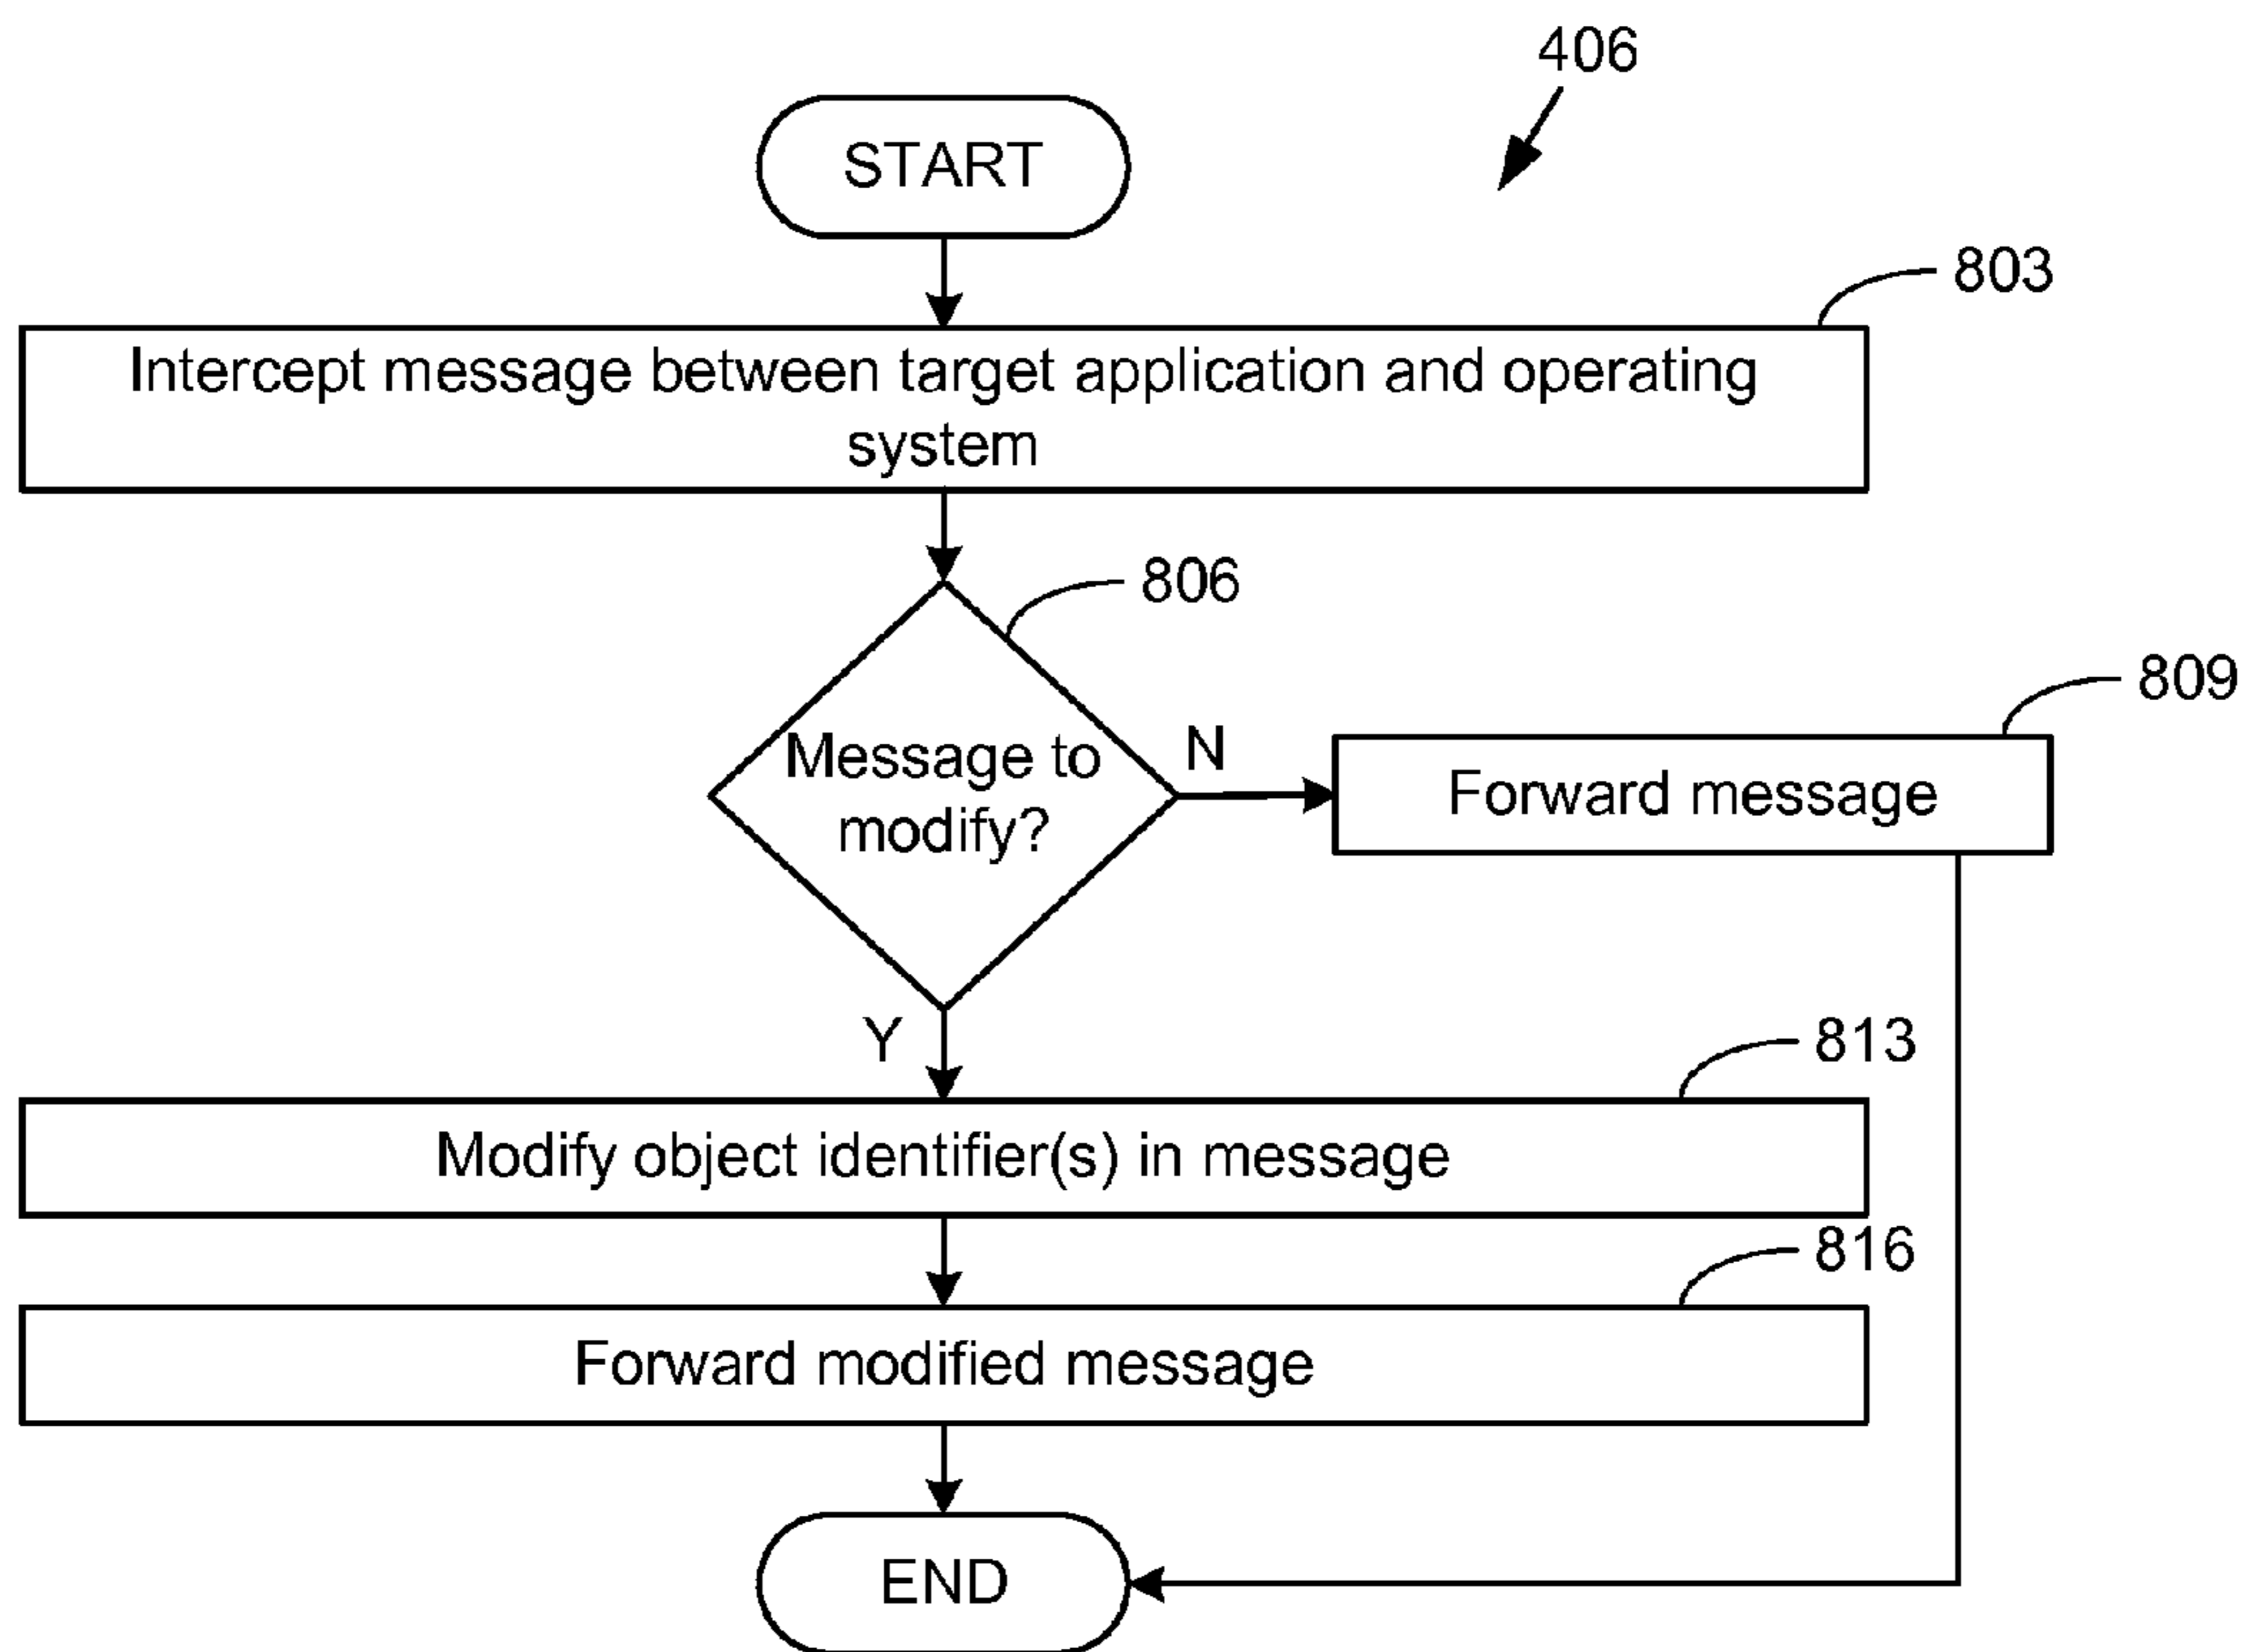 406
START
803
Intercept message between target application and operating
system
806
809
Message to
modify?
N
Forward message
Y
813
Modify object identifier(s) in message
816
Forward modified message
END